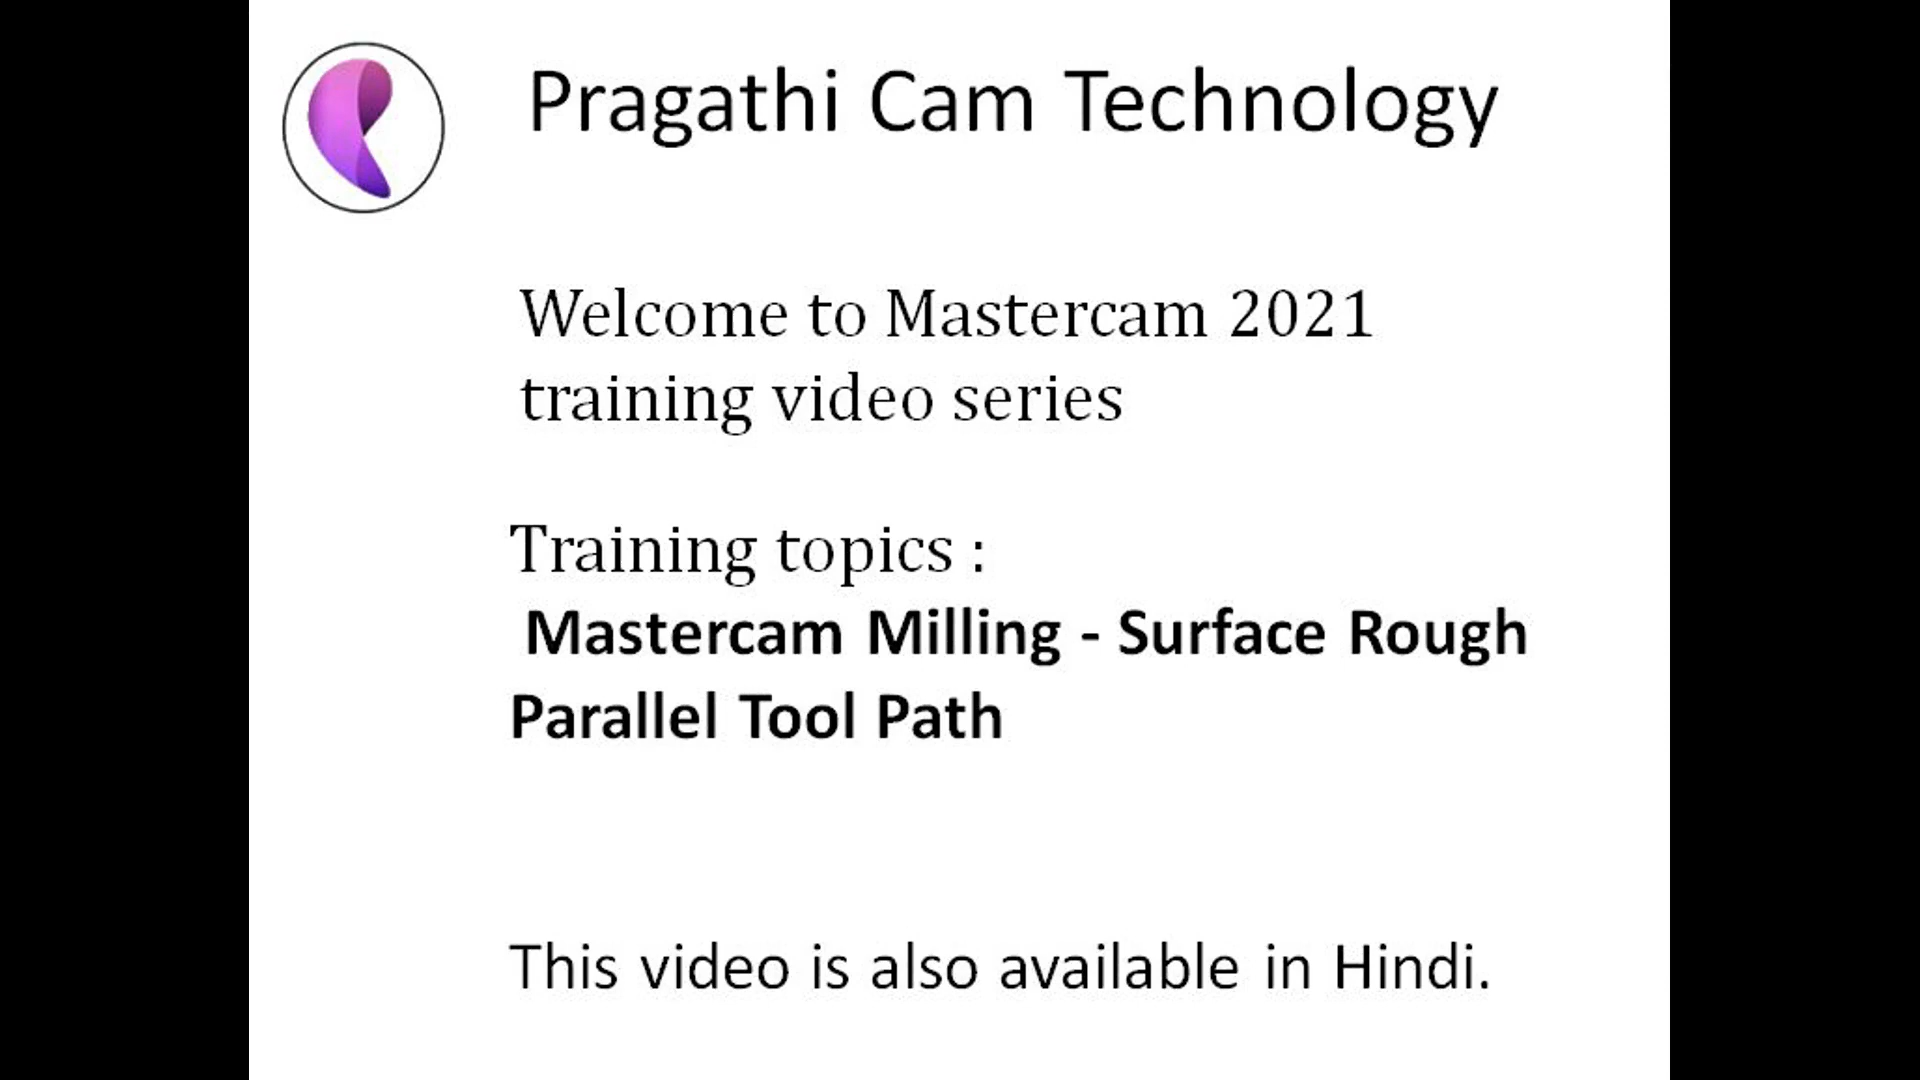 Pragathi Cam Technology
Welcome to Mastercam 2021
training video series
Training topics :
Mastercam Milling - Surface Rough
Parallel Tool Path
This video is also available in Hindi.